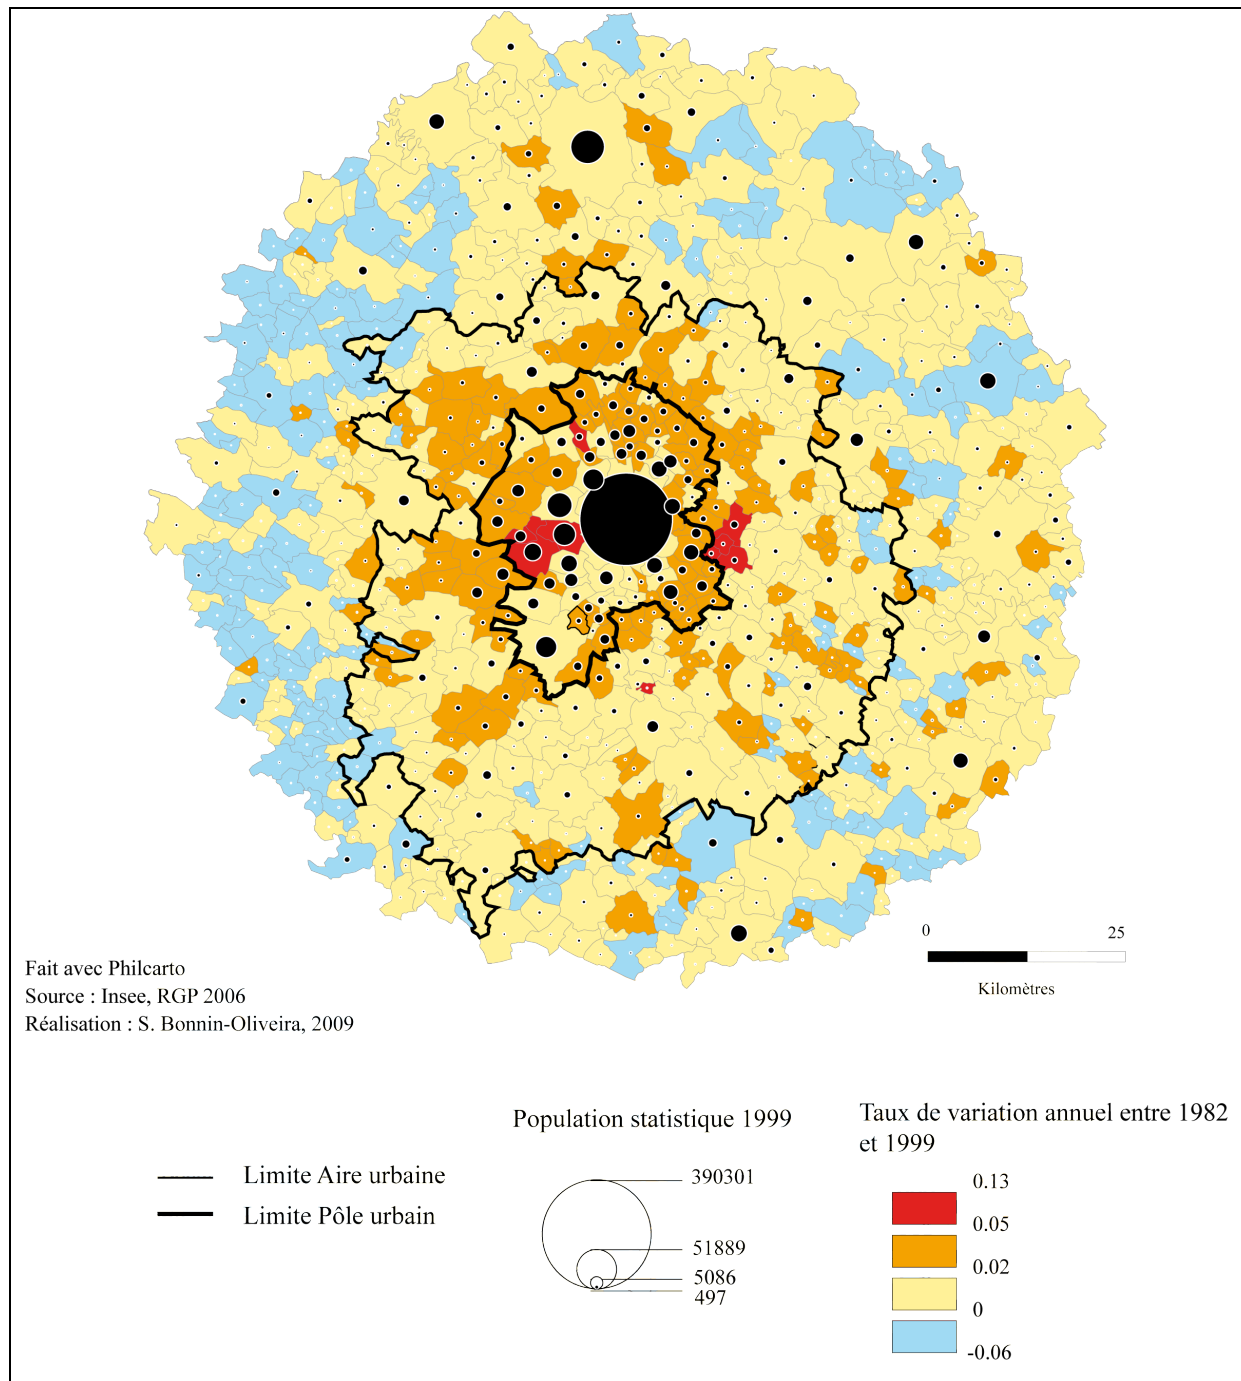 0
25
Kilomètres
Fait avec Philcarto
Source : Insee, RGP 2006
Réalisation : S. Bonnin-Oliveira, 2009
Limite Aire urbaine
Limite Pôle urbain
Population statistique 1999
390301
51889
5086
497
Taux de variation annuel entre 1982
et 1999
0.13
0.05
0.02
0
-0.06